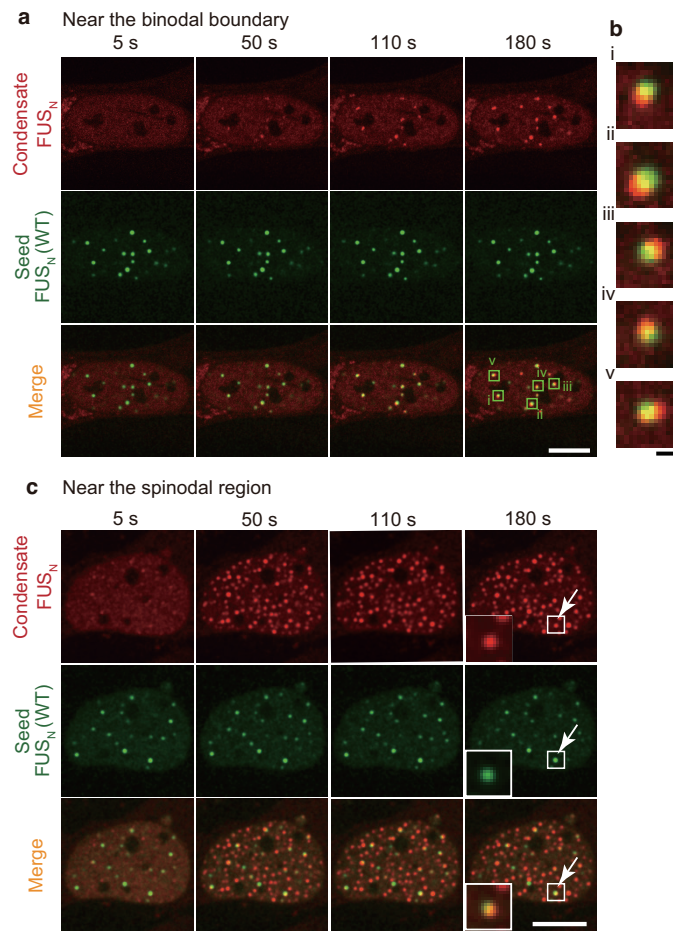 a Near the binodal boundary
5 s 50 s 110 s 180 s
Condensate
FUSN
Seed
FUSN (WT)
Merge
v
iv
iii
i
ii
b
i
ii
iii
iv
v
c Near the spinodal region
5 s 50 s 110 s 180 s
Condensate
FUSN
Seed
FUSN (WT)
Merge